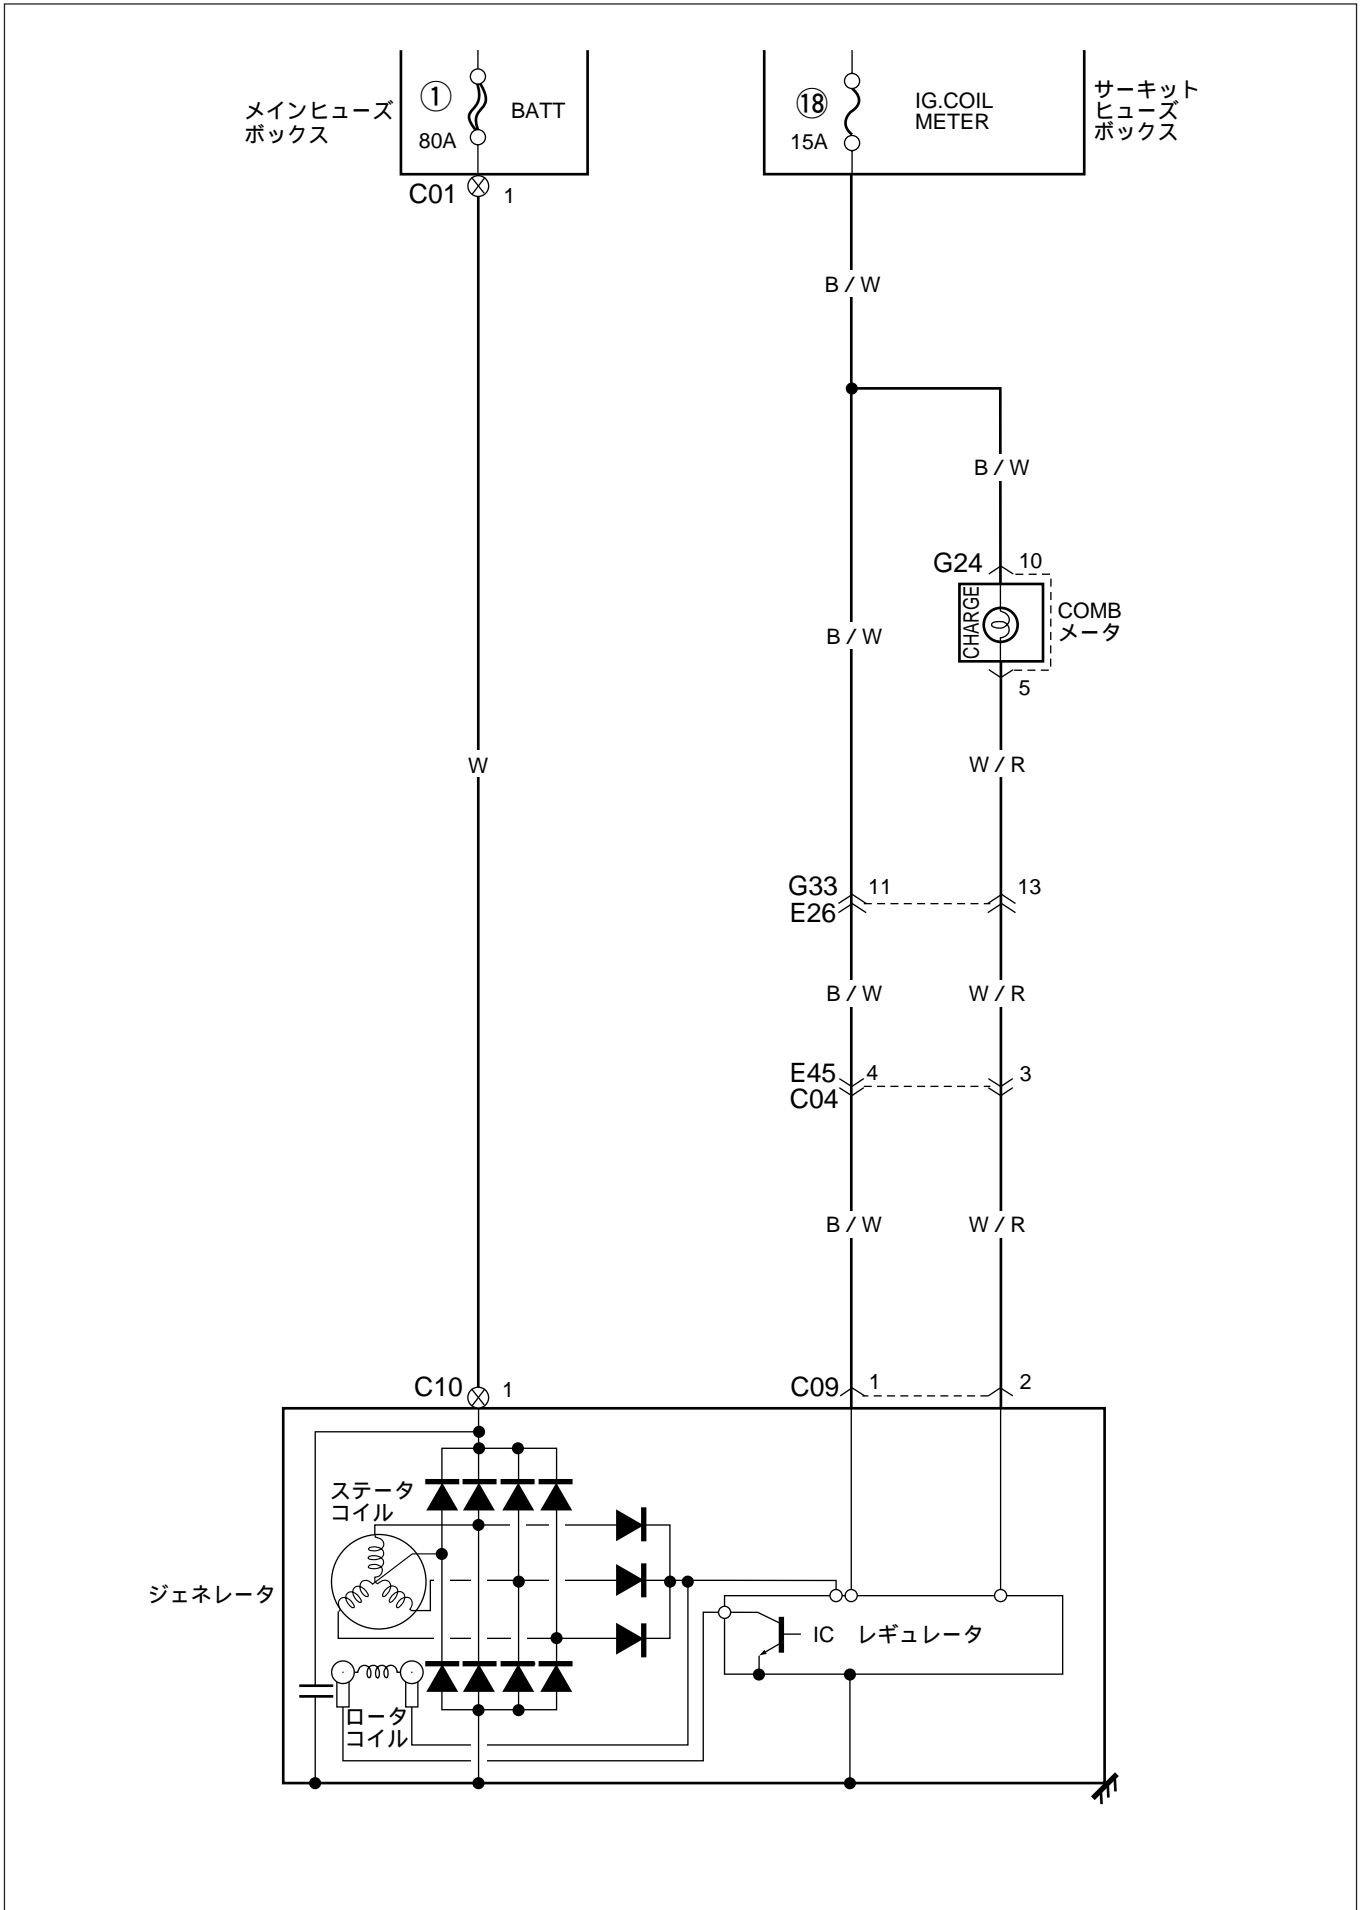 メインヒューズ
ボックス
①
80A
BATT
⑱
15A
IG.COIL
METER
サーキット
ヒューズ
ボックス
C01
1
B / W
B / W
G24
10
CHARGE
COMB
メータ
5
B / W
W
W / R
G33
11
13
E26
B / W
W / R
E45
4
3
C04
B / W
W / R
C10
1
C09
1
2
ステータ
コイル
ジェネレータ
IC レギュレータ
ロータ
コイル